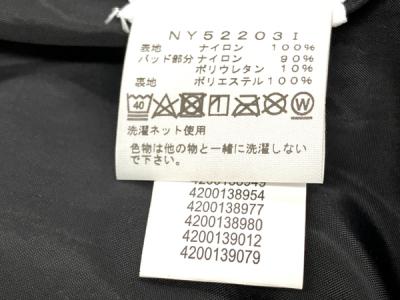 NY52203I
表地 ナイロン 100%
パッド部分 ナイロン 90%
ポリウレタン 10%
裏地 ポリエステル 100%
40 W
洗濯ネット使用
色物は他の物と一緒に洗濯しない
で下さい。
4200138949
4200138954
4200138977
4200138980
4200139012
4200139079